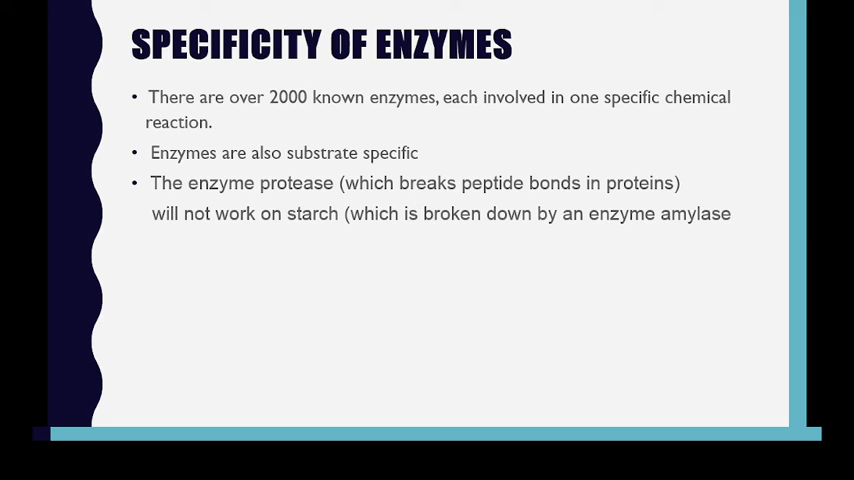 SPECIFICITY OF ENZYMES
• There are over 2000 known enzymes, each involved in one specific chemical
reaction.
• Enzymes are also substrate specific
• The enzyme protease (which breaks peptide bonds in proteins)
will not work on starch (which is broken down by an enzyme amylase